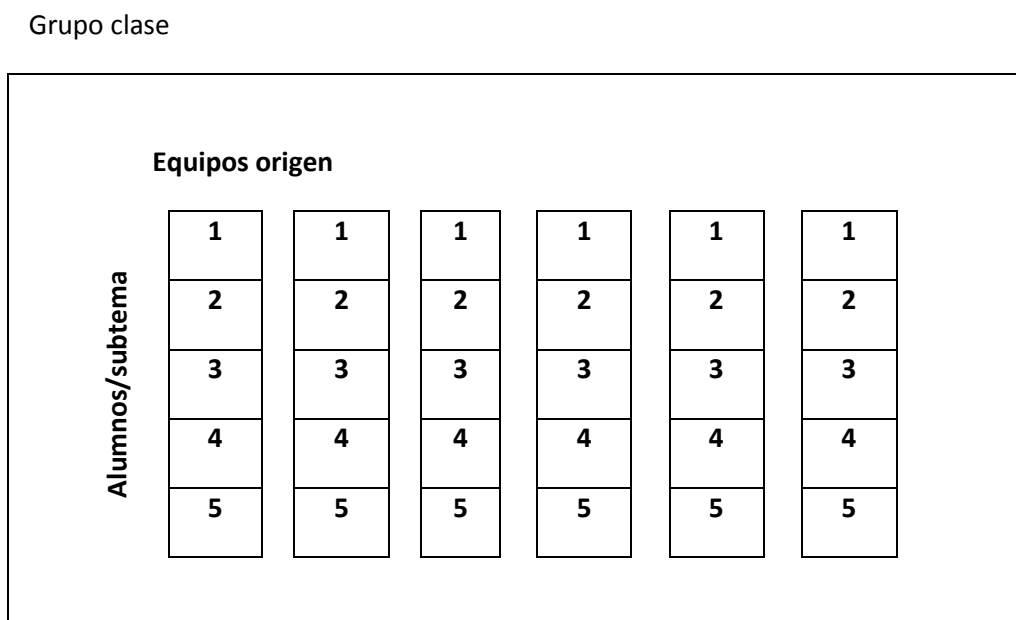 Grupo clase
Equipos origen
Alumnos/subtema
1 1 1 1 1 1
2 2 2 2 2 2
3 3 3 3 3 3
4 4 4 4 4 4
5 5 5 5 5 5